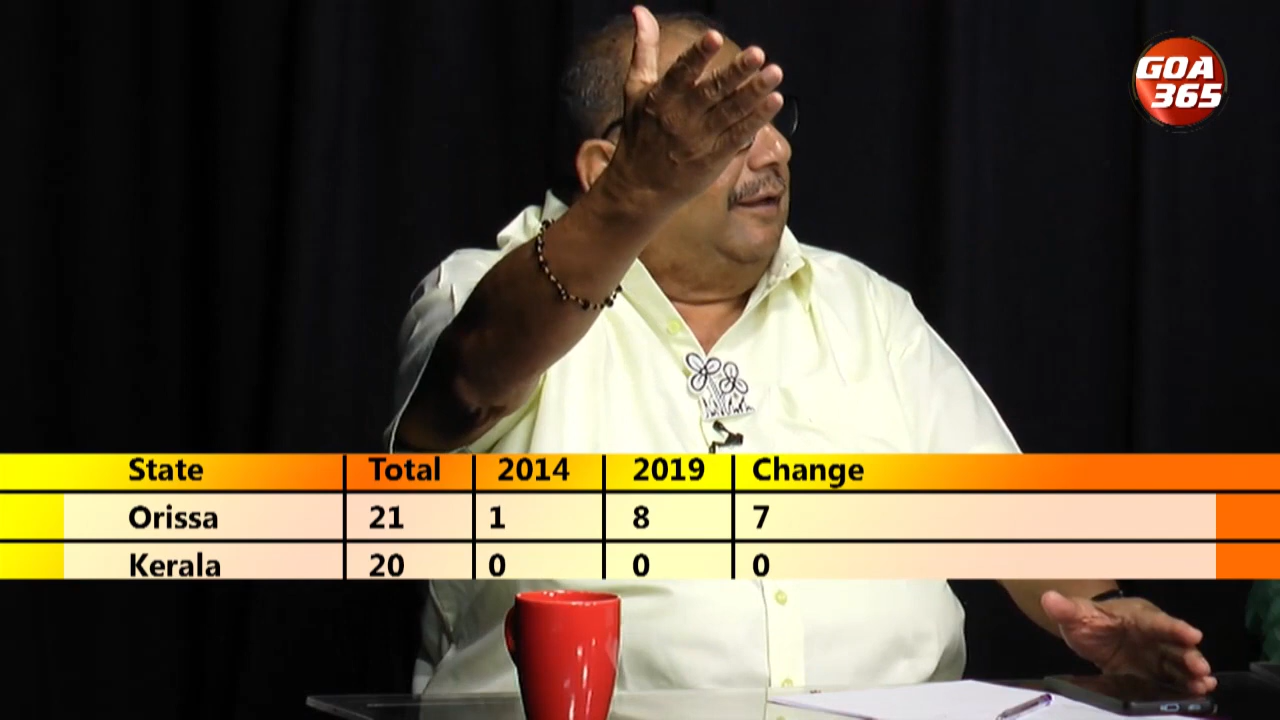 GOA
365
State Total 2014 2019 Change
Orissa 21 1 8 7
Kerala 20 0 0 0